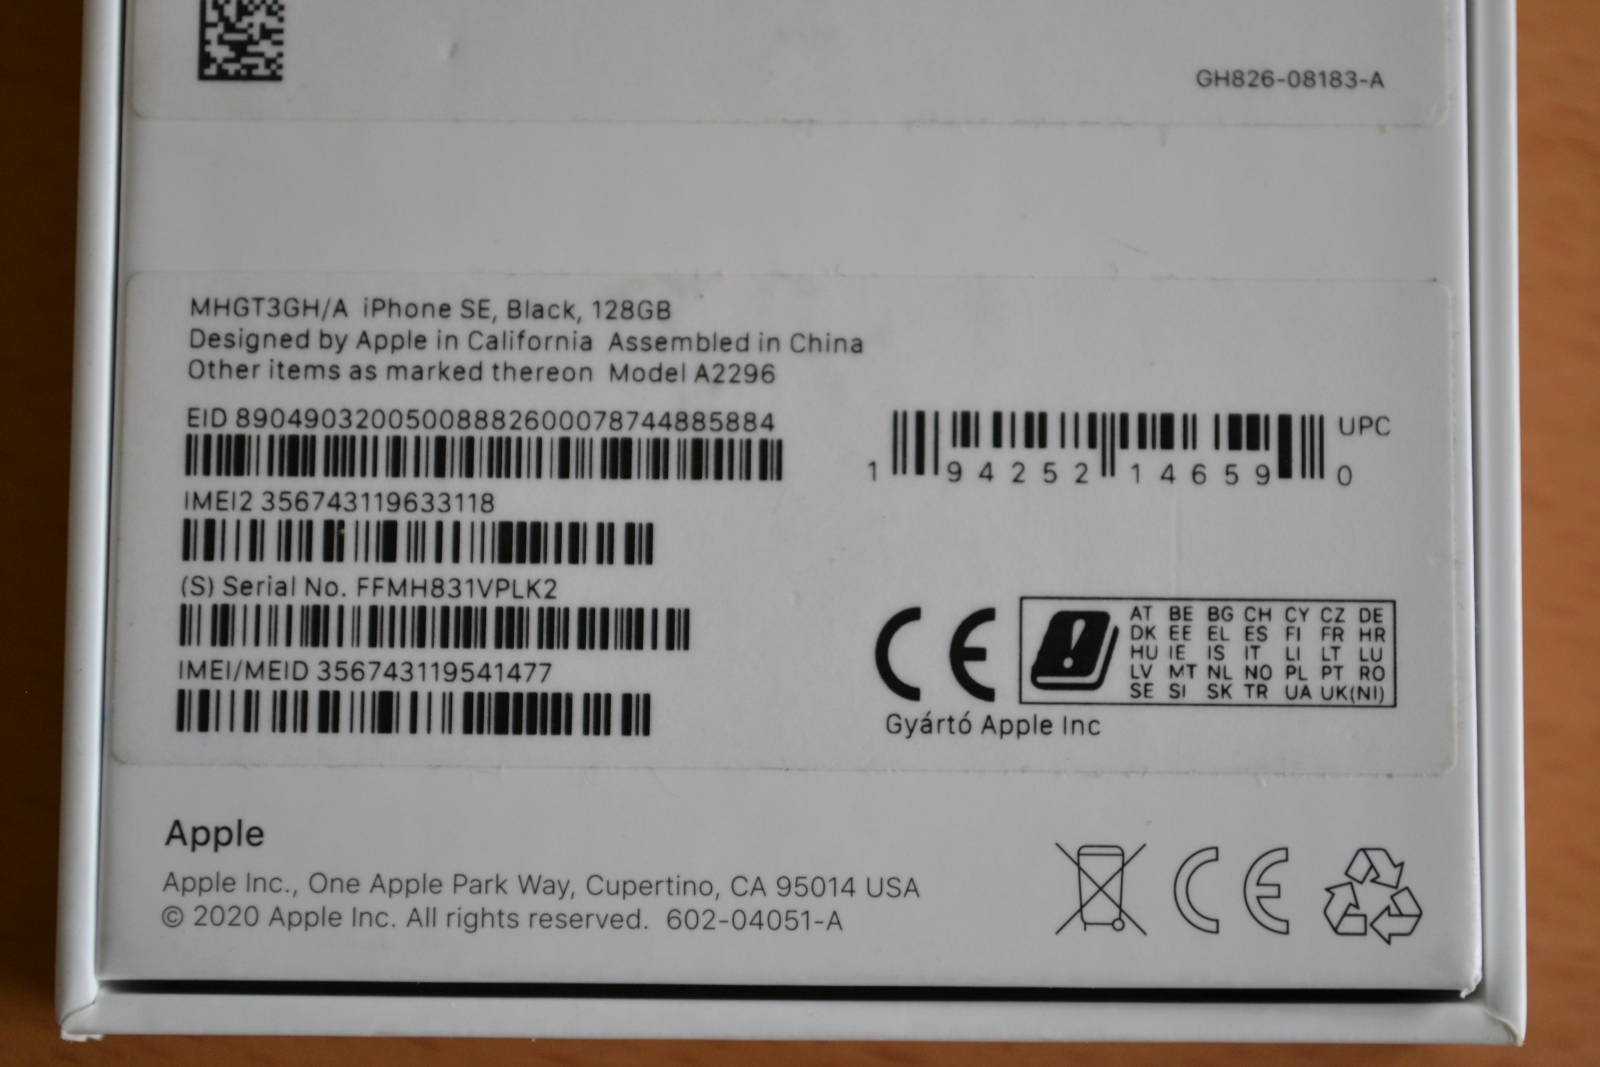 GH826-08183-A
MHGT3GH/A iPhone SE, Black, 128GB
Designed by Apple in California Assembled in China
Other items as marked thereon Model A2296
EID 89049032005008882600078744885884
UPC
1 94252 14659 0
IMEI2 356743119633118
(S) Serial No. FFMH831VPLK2
IMEI/MEID 356743119541477
CE
AT BE BG CH CY CZ DE
DK EE EL ES FI FR HR
HU IE IS IT LI LT LU
LV MT NL NO PL PT RO
SE SI SK TR UA UK(NI)
Gyártó Apple Inc
Apple
Apple Inc., One Apple Park Way, Cupertino, CA 95014 USA
© 2020 Apple Inc. All rights reserved. 602-04051-A
CE